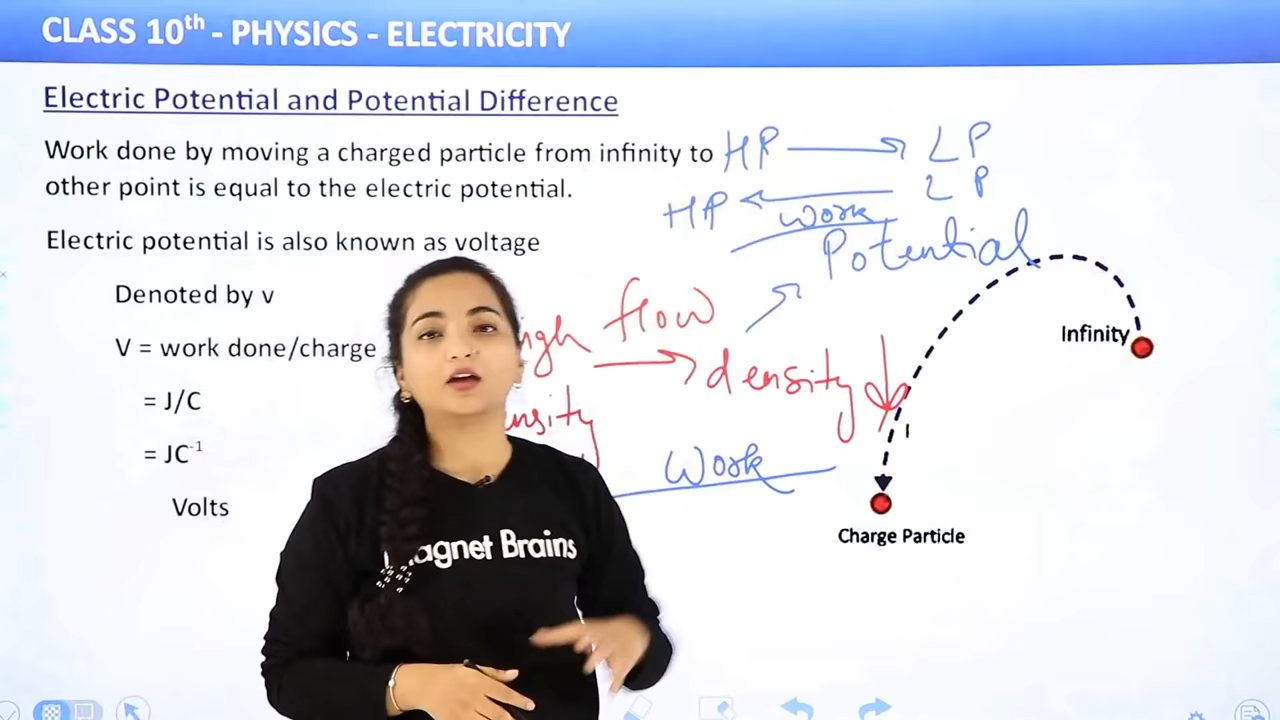 CLASS 10th - PHYSICS - ELECTRICITY
Electric Potential and Potential Difference
Work done by moving a charged particle from infinity to
other point is equal to the electric potential.
HP → LP
HP ← LP
Work
Potential
Electric potential is also known as voltage
Denoted by v
V = work done/charge
= J/C
= JC-1
Volts
flow
density ↓
Work
Infinity
Charge Particle
Magnet Brains